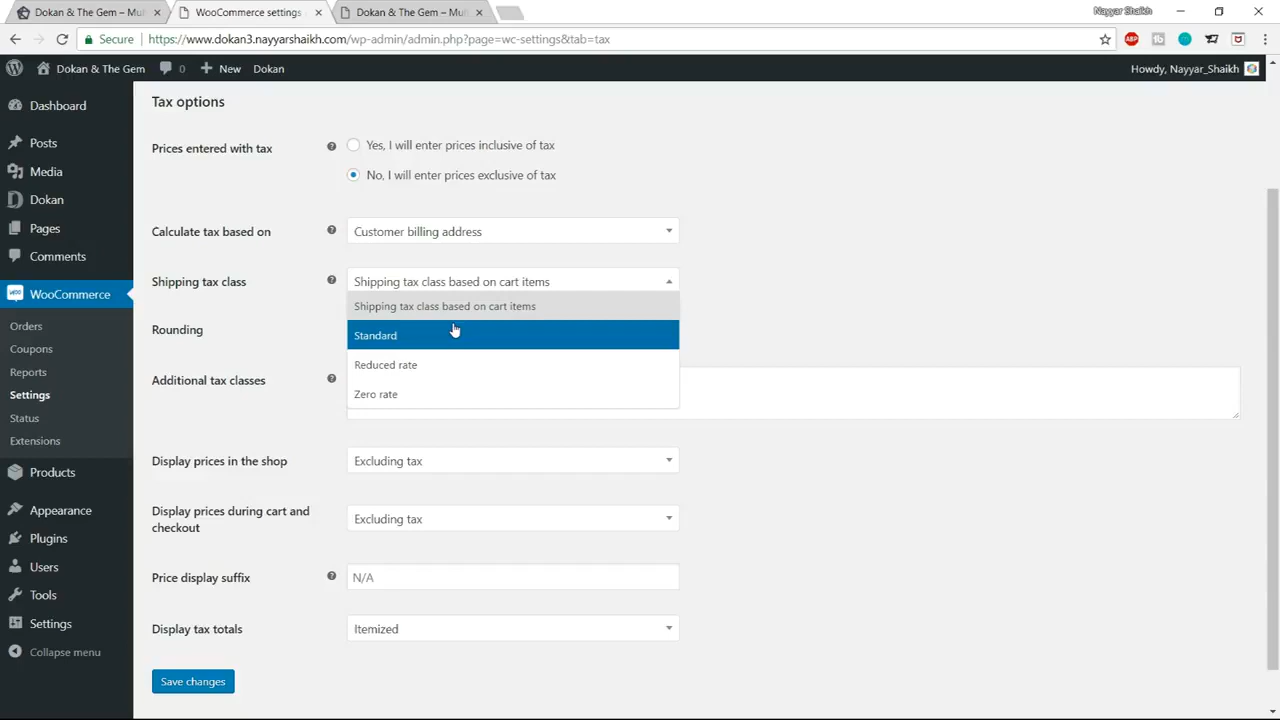 Dokan & The Gem – Mul
WooCommerce settings
Dokan & The Gem – Mul
Nayyar Shaikh
Secure
https://www.dokan3.nayyarshaikh.com/wp-admin/admin.php?page=wc-settings&tab=tax
ABP
Dokan & The Gem
0
New
Dokan
Howdy, Nayyar_Shaikh
Dashboard
Posts
Media
Dokan
Pages
Comments
WooCommerce
Orders
Coupons
Reports
Settings
Status
Extensions
Products
Appearance
Plugins
Users
Tools
Settings
Collapse menu
Tax options
Prices entered with tax
Yes, I will enter prices inclusive of tax
No, I will enter prices exclusive of tax
Calculate tax based on
Customer billing address
Shipping tax class
Shipping tax class based on cart items
Shipping tax class based on cart items
Standard
Reduced rate
Zero rate
Rounding
Additional tax classes
Display prices in the shop
Excluding tax
Display prices during cart and
checkout
Excluding tax
Price display suffix
N/A
Display tax totals
Itemized
Save changes